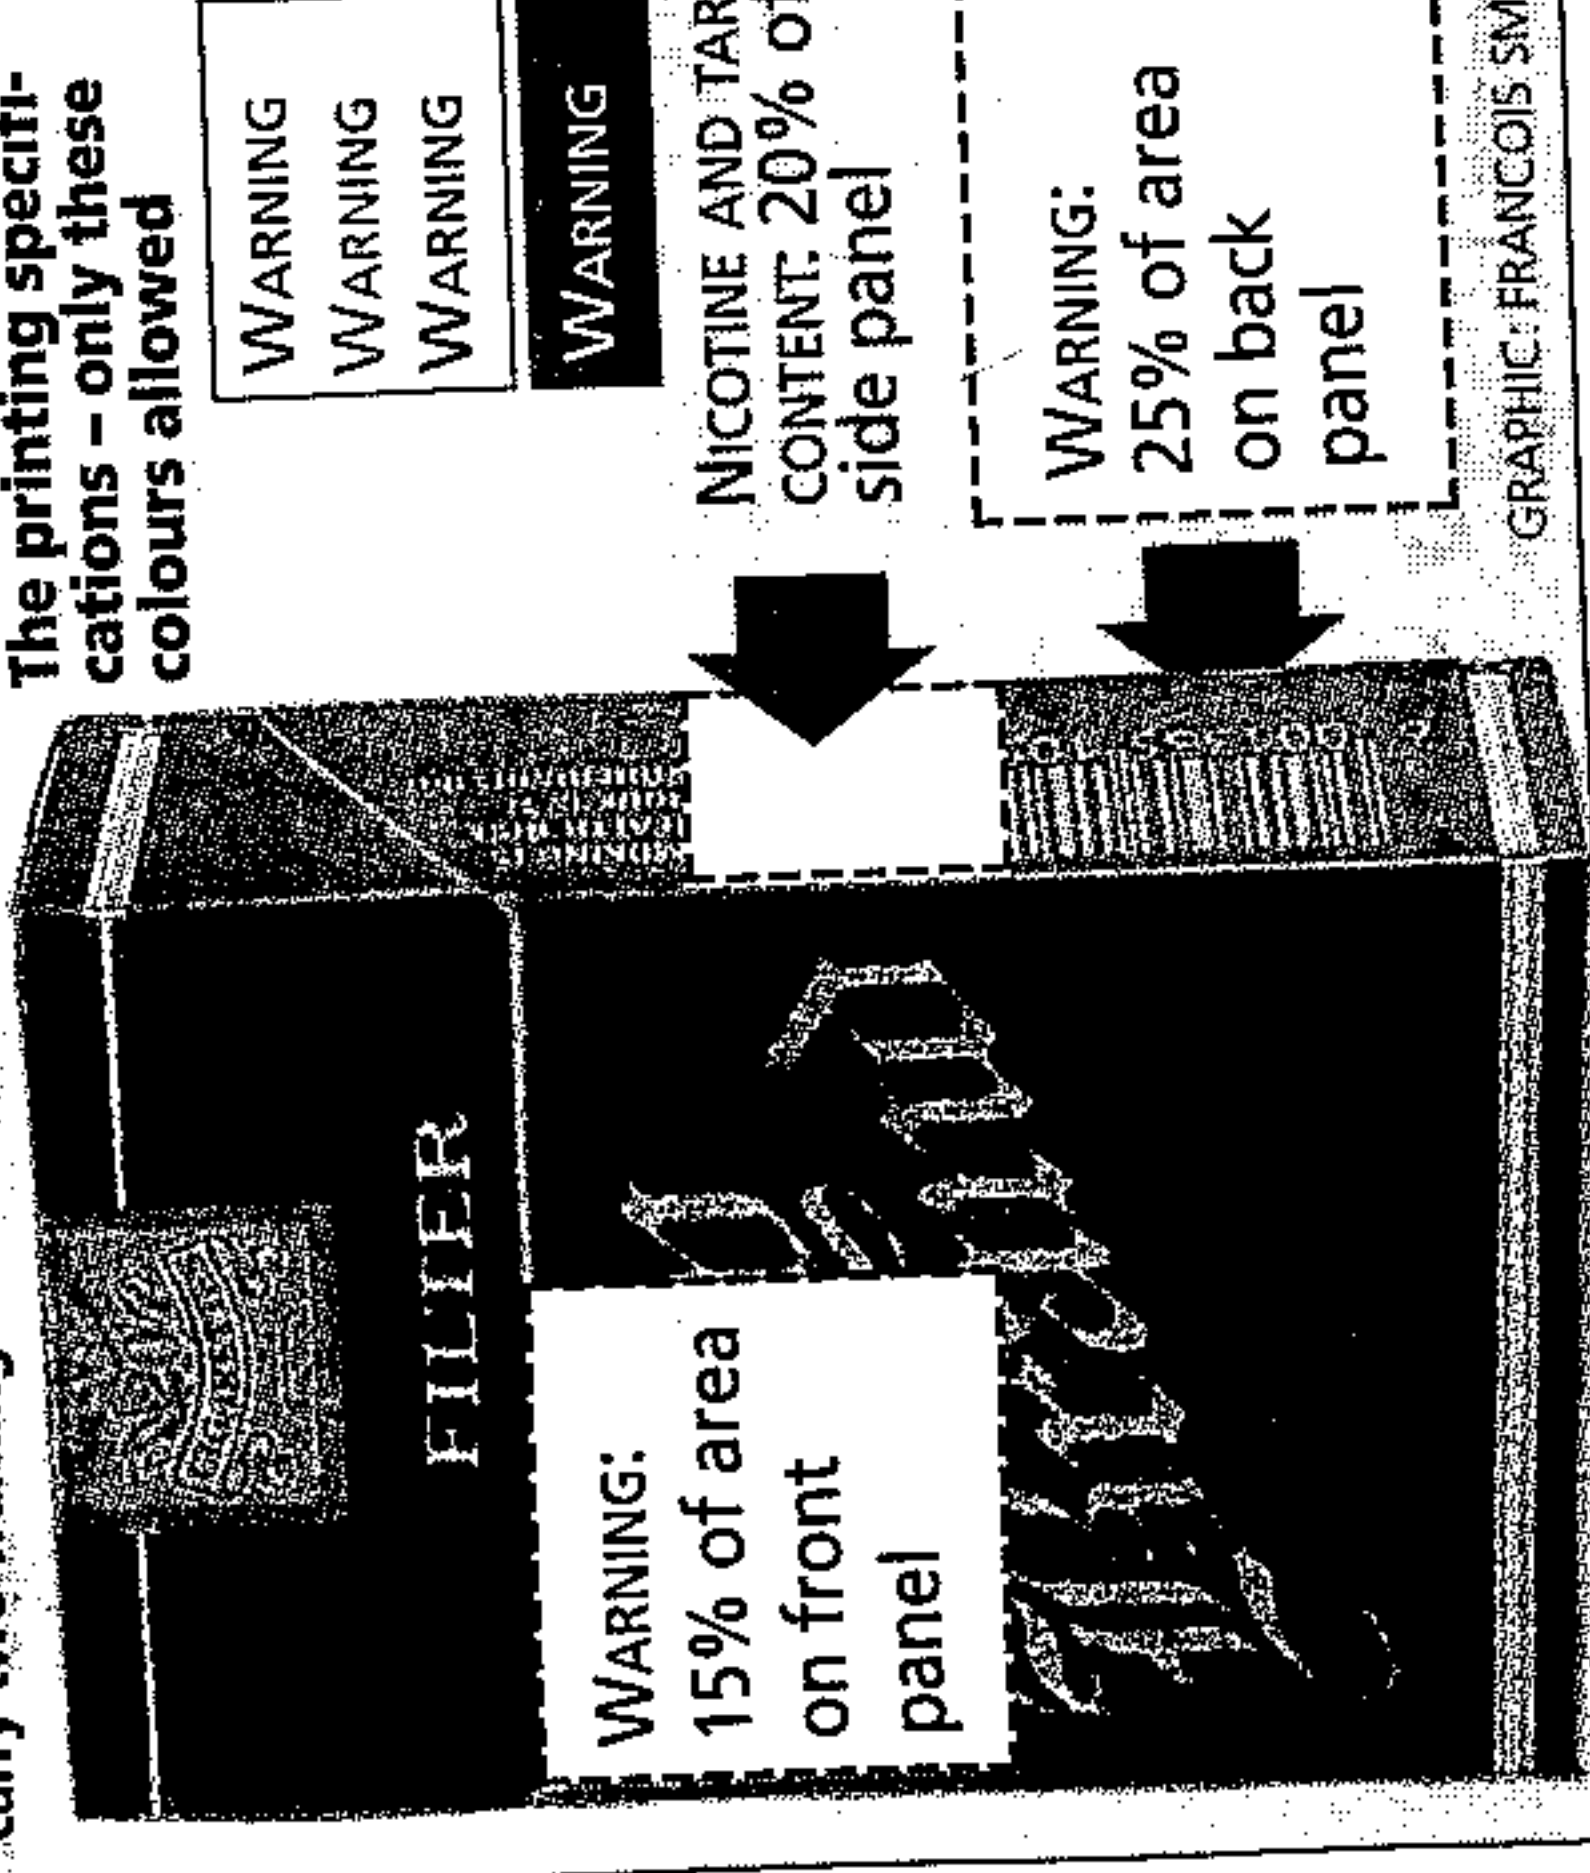 The printing speciti-
cations – only these
colours allowed
WARNING
WARNING
WARNING
WARNING
NICOTINE AND TAR
CONTENT: 20% of
side panel
WARNING:
25% of area
on back
panel
FILTER
WARNING:
15% of area
on front
panel
GRAPHIC: FRANCOIS SM